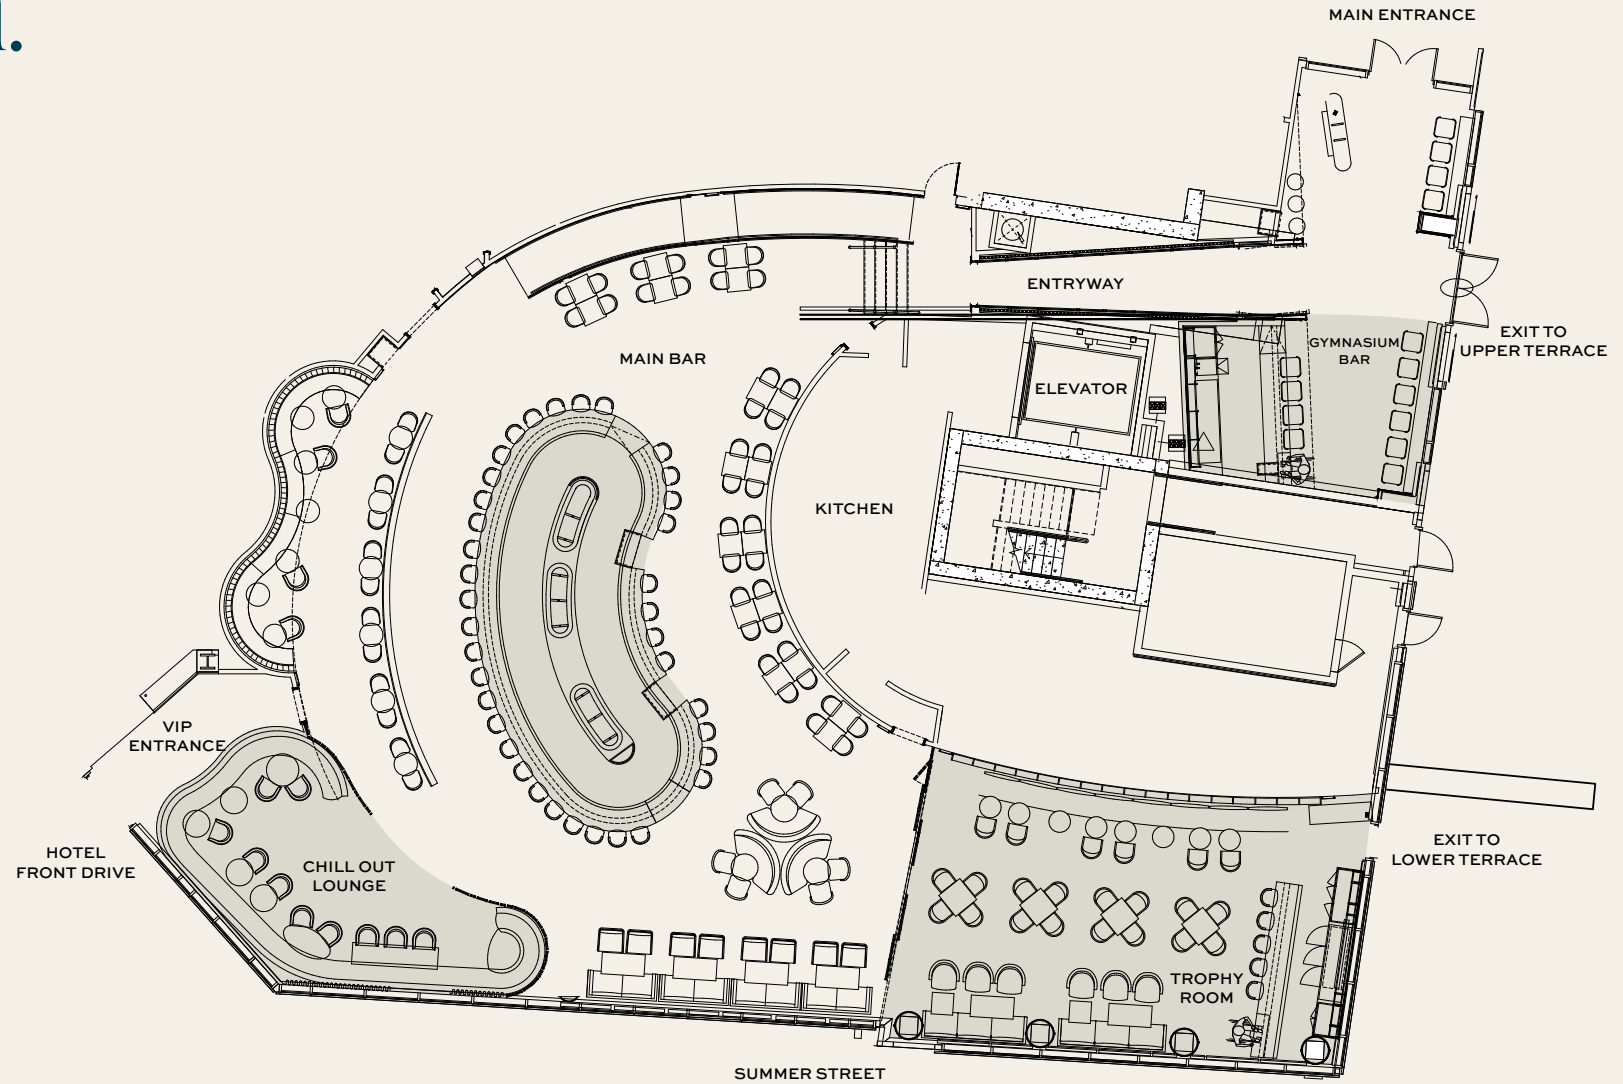 MAIN ENTRANCE
ENTRYWAY
EXIT TO
UPPER TERRACE
GYMNASIUM
BAR
MAIN BAR
ELEVATOR
KITCHEN
VIP
ENTRANCE
HOTEL
FRONT DRIVE
CHILL OUT
LOUNGE
EXIT TO
LOWER TERRACE
TROPHY
ROOM
SUMMER STREET